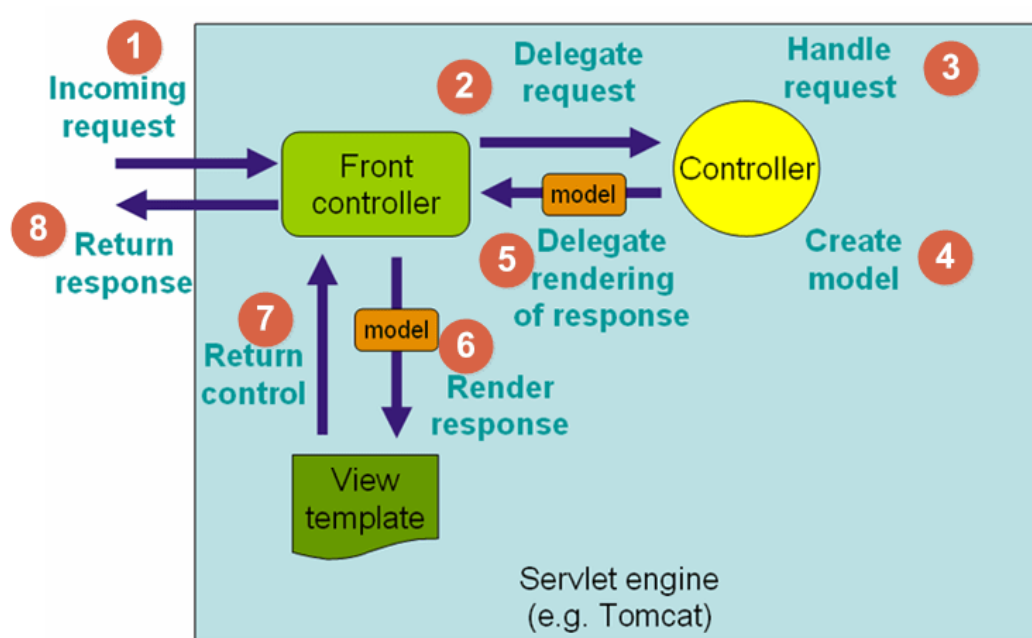 1
Incoming
request
2
Delegate
request
Handle
request
3
Front
controller
Controller
model
8
Return
response
5
Delegate
rendering
of response
Create
model
4
7
Return
control
model
6
Render
response
View
template
Servlet engine
(e.g. Tomcat)